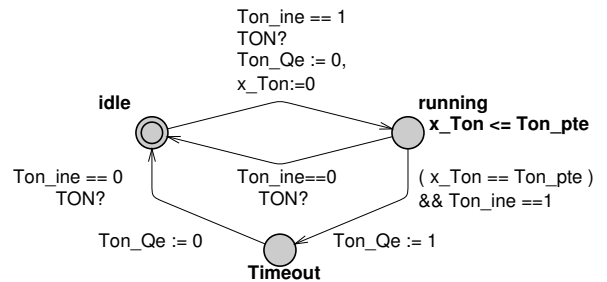 Ton_ine == 1
TON?
Ton_Qe := 0,
x_Ton:=0
idle
running
x_Ton <= Ton_pte
Ton_ine == 0
TON?
Ton_ine==0
TON?
( x_Ton == Ton_pte )
&& Ton_ine ==1
Ton_Qe := 0
Ton_Qe := 1
Timeout